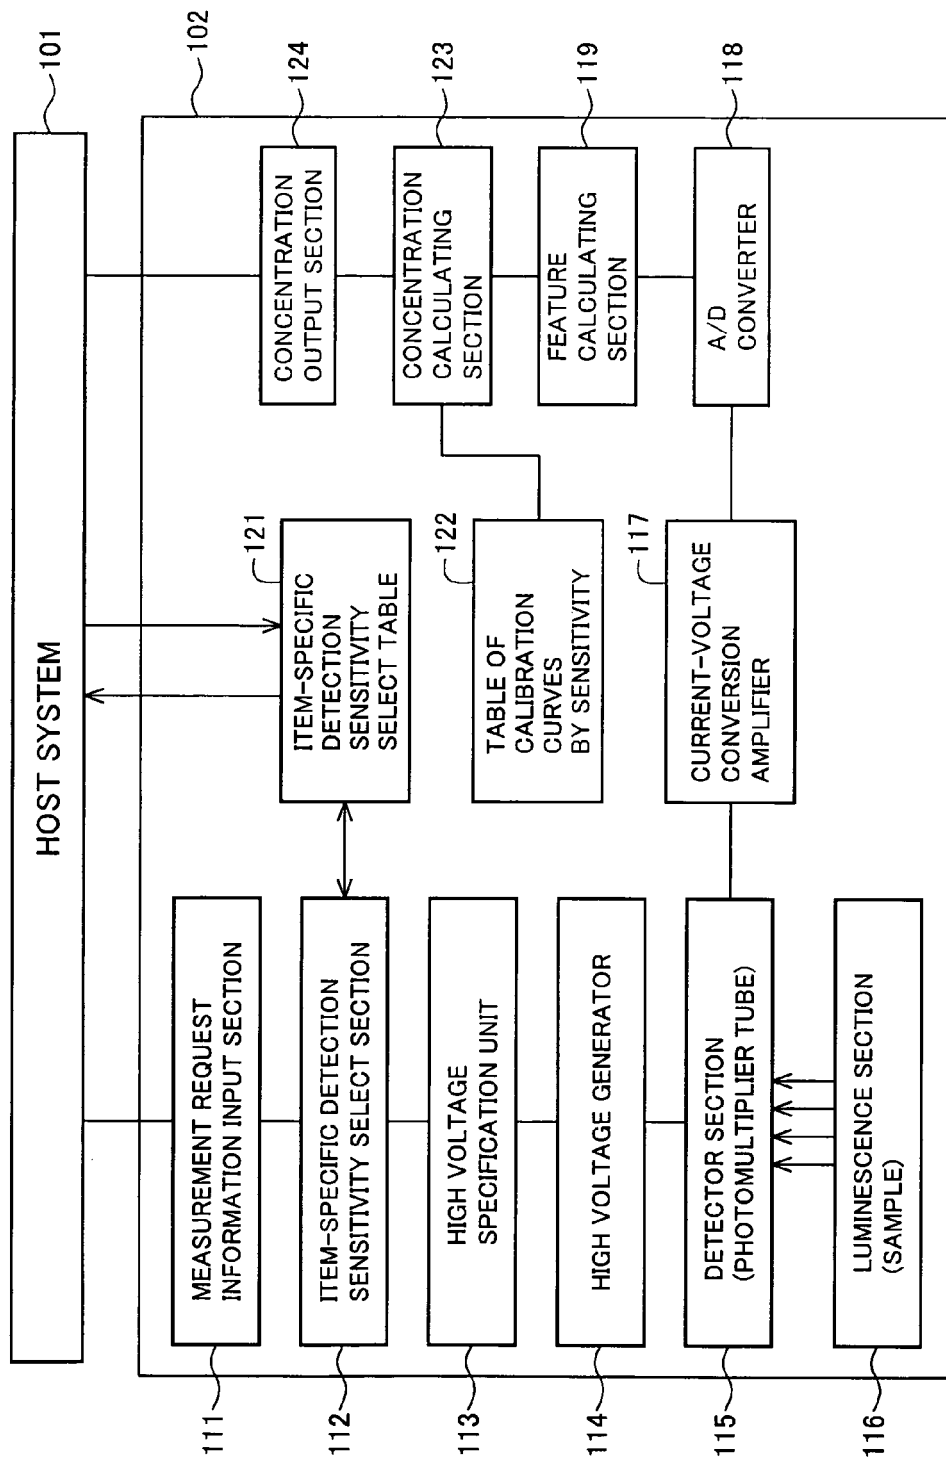 HOST SYSTEM
101
102
111
MEASUREMENT REQUEST
INFORMATION INPUT SECTION
112
ITEM-SPECIFIC DETECTION
SENSITIVITY SELECT SECTION
113
HIGH VOLTAGE
SPECIFICATION UNIT
114
HIGH VOLTAGE GENERATOR
115
DETECTOR SECTION
(PHOTOMULTIPLIER TUBE)
116
LUMINESCENCE SECTION
(SAMPLE)
121
ITEM-SPECIFIC
DETECTION
SENSITIVITY
SELECT TABLE
122
TABLE OF
CALIBRATION
CURVES
BY SENSITIVITY
117
CURRENT-VOLTAGE
CONVERSION
AMPLIFIER
124
CONCENTRATION
OUTPUT SECTION
123
CONCENTRATION
CALCULATING
SECTION
119
FEATURE
CALCULATING
SECTION
118
A/D
CONVERTER